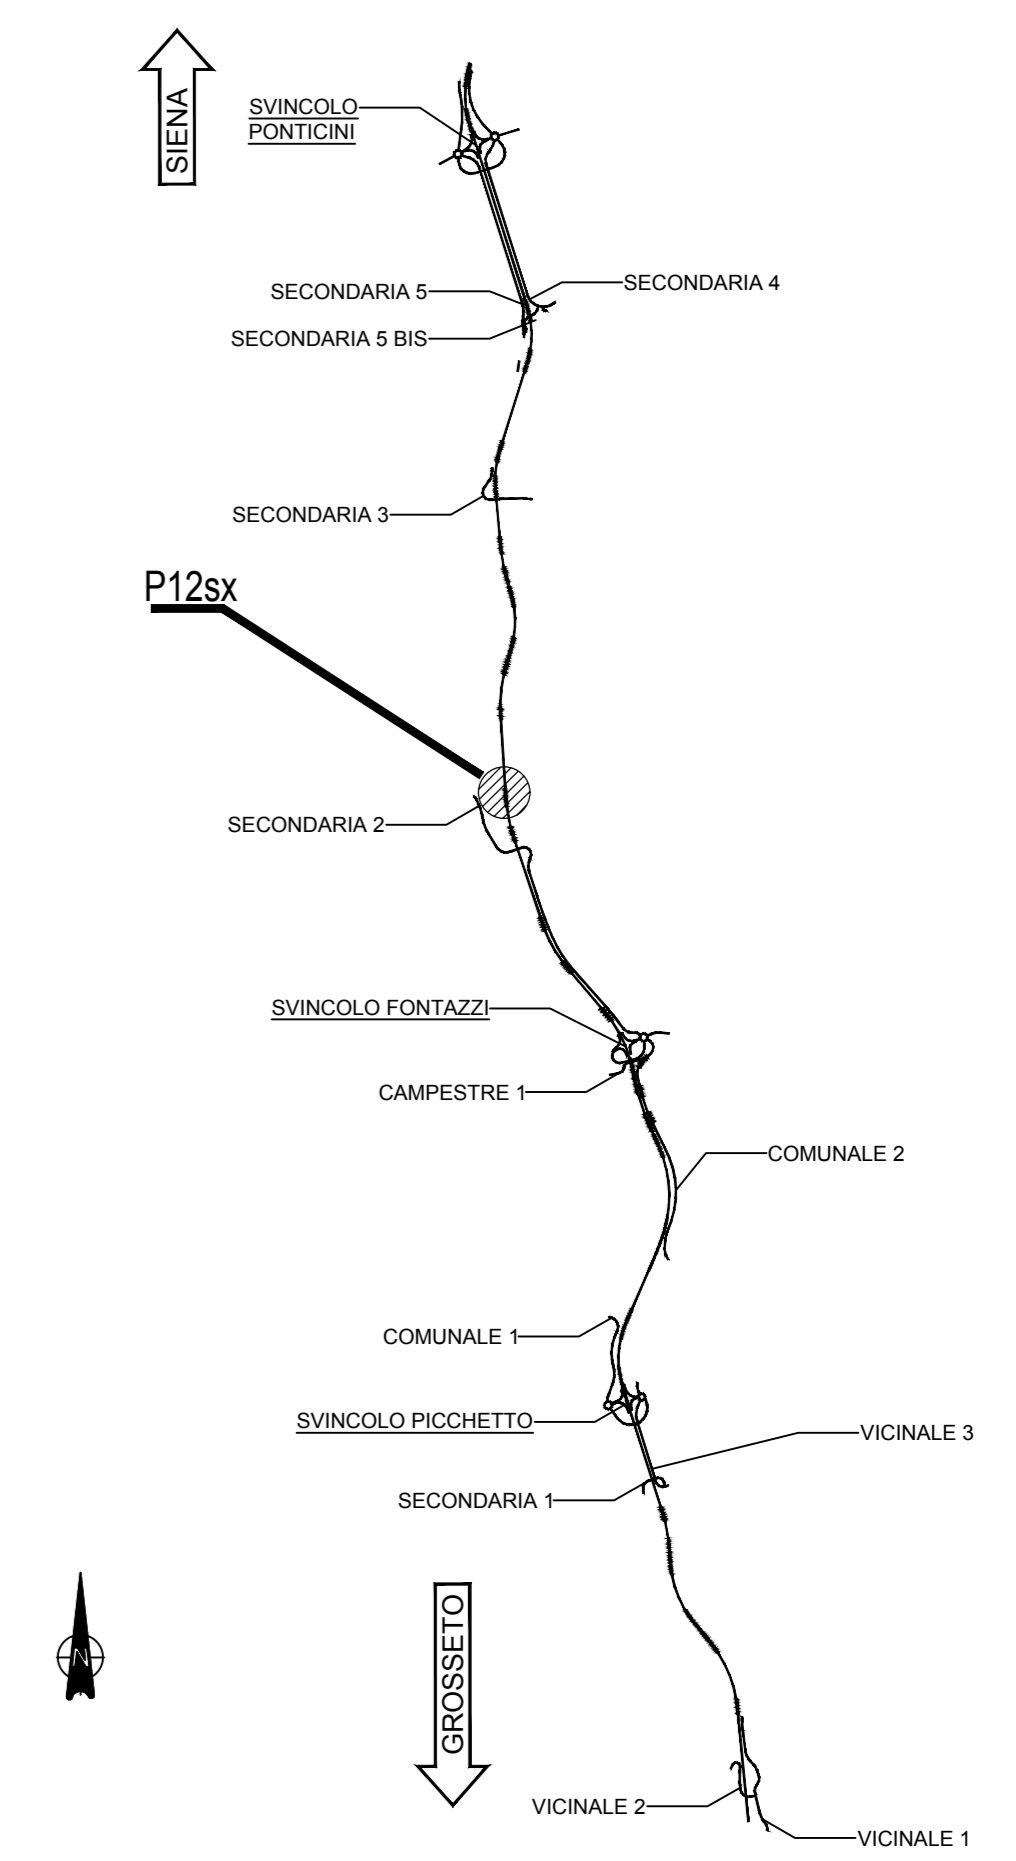 SIENA
SVINCOLO
PONTICINI
SECONDARIA 4
SECONDARIA 5
SECONDARIA 5 BIS
SECONDARIA 3
P12sx
SECONDARIA 2
SVINCOLO FONTAZZI
CAMPESTRE 1
COMUNALE 2
COMUNALE 1
SVINCOLO PICCHETTO
VICINALE 3
SECONDARIA 1
N
GROSSETO
VICINALE 2
VICINALE 1